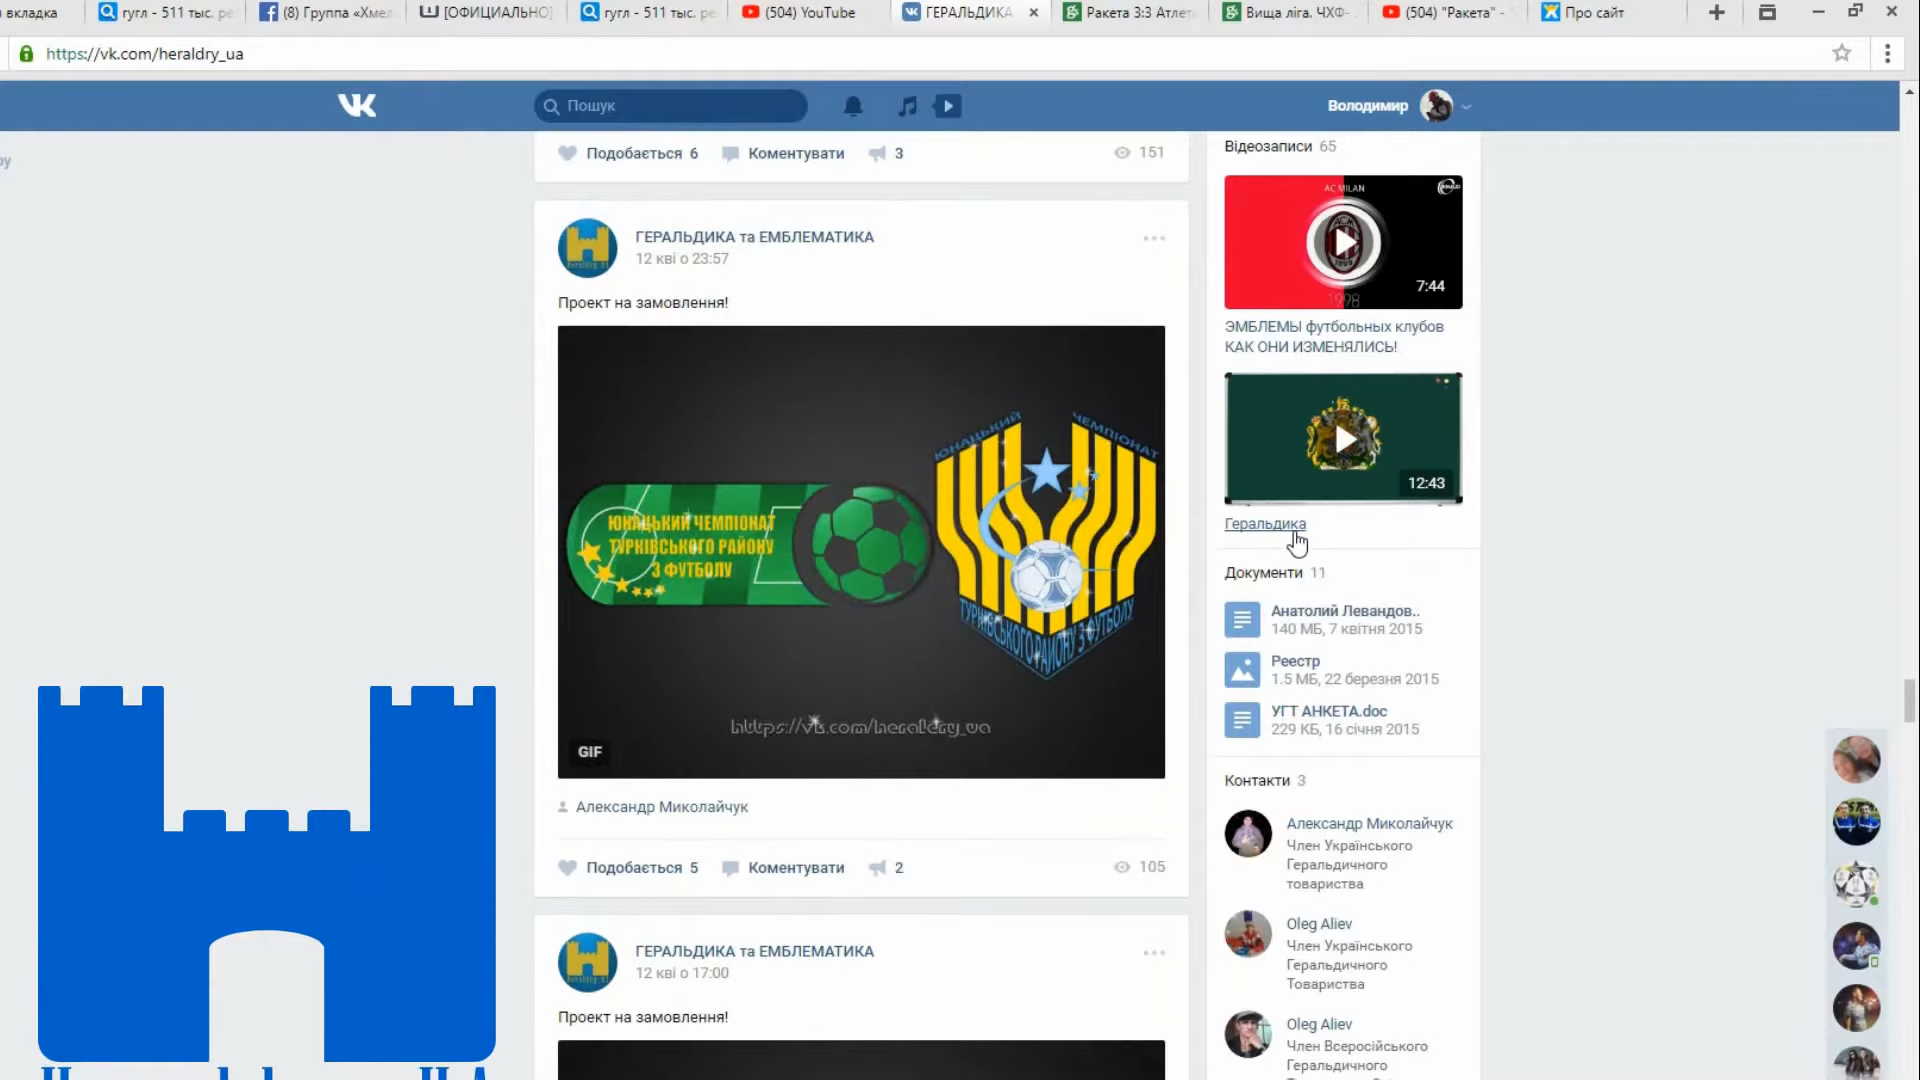 я вкладка
гугл - 511 тыс. ре
(8) Группа «Хмел
[ОФИЦИАЛЬНО]
гугл - 511 тыс. ре
(504) YouTube
ГЕРАЛЬДИКА
Ракета 3:3 Атлет
Вища ліга. ЧХФ-
(504) "Ракета" -
Про сайт
https://vk.com/heraldry_ua
Пошук
Володимир
ру
Подобається 6
Коментувати
3
151
ГЕРАЛЬДИКА та ЕМБЛЕМАТИКА
12 кві о 23:57
Проект на замовлення!
ЮНАЦЬКИЙ ЧЕМПІОНАТ
ТУРКІВСЬКОГО РАЙОНУ
З ФУТБОЛУ
ЮНАЦЬКИЙ
ЧЕМПІОНАТ
ТУРКІВСЬКОГО РАЙОНУ З ФУТБОЛУ
https://vk.com/heraldry_ua
GIF
Александр Миколайчук
Подобається 5
Коментувати
2
105
ГЕРАЛЬДИКА та ЕМБЛЕМАТИКА
12 кві о 17:00
Проект на замовлення!
Відеозаписи 65
AC MILAN
1998
7:44
ЭМБЛЕМЫ футбольных клубов
КАК ОНИ ИЗМЕНЯЛИСЬ!
12:43
Геральдика
Документи 11
Анатолий Левандов..
140 МБ, 7 квітня 2015
Реестр
1.5 МБ, 22 березня 2015
УГТ АНКЕТА.doc
229 КБ, 16 січня 2015
Контакти 3
Александр Миколайчук
Член Українського
Геральдичного
товариства
Oleg Aliev
Член Українського
Геральдичного
Товариства
Oleg Aliev
Член Всеросійського
Геральдичного